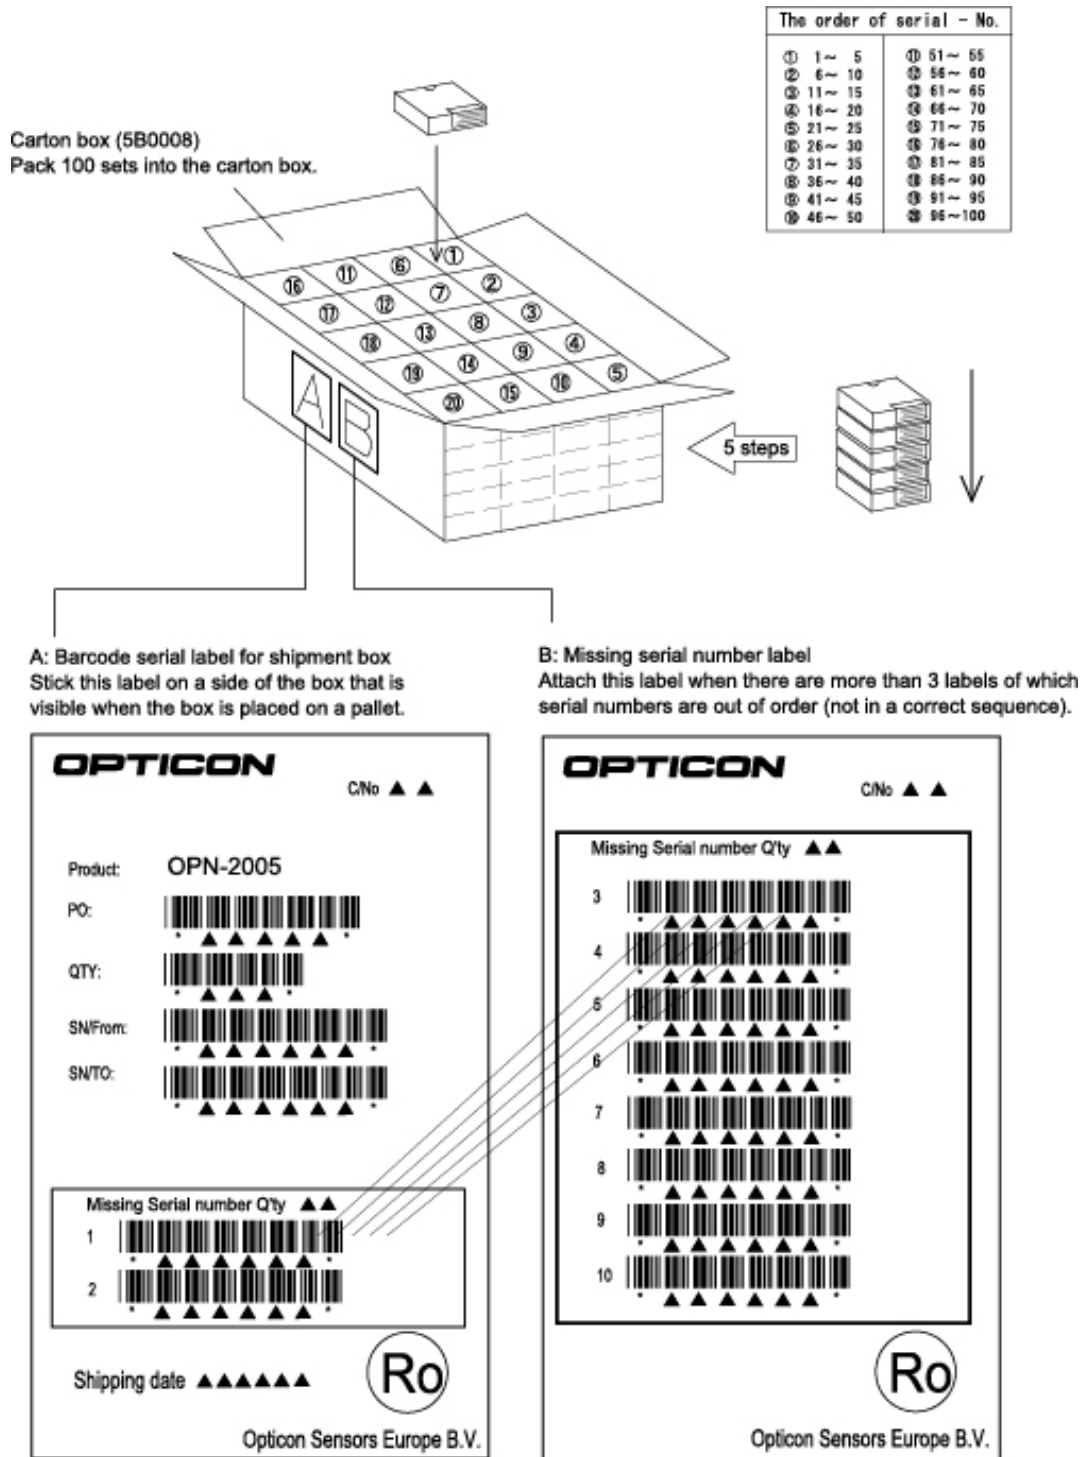 The order of serial - No.
① 1~ 5 ⑪ 51~ 55
② 6~ 10 ⑫ 56~ 60
③ 11~ 15 ⑬ 61~ 65
④ 16~ 20 ⑭ 66~ 70
⑤ 21~ 25 ⑮ 71~ 75
⑥ 26~ 30 ⑯ 76~ 80
⑦ 31~ 35 ⑰ 81~ 85
⑧ 36~ 40 ⑱ 86~ 90
⑨ 41~ 45 ⑲ 91~ 95
⑩ 46~ 50 ⑳ 96~100
Carton box (5B0008)
Pack 100 sets into the carton box.
⑯ ⑪ ⑥ ①
⑰ ⑫ ⑦ ②
⑱ ⑬ ⑧ ③
⑲ ⑭ ⑨ ④
⑳ ⑮ ⑩ ⑤
A B
5 steps
A: Barcode serial label for shipment box
Stick this label on a side of the box that is
visible when the box is placed on a pallet.
B: Missing serial number label
Attach this label when there are more than 3 labels of which
serial numbers are out of order (not in a correct sequence).
OPTICON
C/No ▲ ▲
Product: OPN-2005
PO:
* ▲ ▲ ▲ ▲ ▲ *
QTY:
* ▲ ▲ ▲ *
SN/From:
* ▲ ▲ ▲ ▲ ▲ ▲ *
SN/TO:
* ▲ ▲ ▲ ▲ ▲ ▲ *
Missing Serial number Q'ty ▲ ▲
1
* ▲ ▲ ▲ ▲ ▲ ▲ *
2
* ▲ ▲ ▲ ▲ ▲ ▲ *
Shipping date ▲▲▲▲▲▲
Ro
Opticon Sensors Europe B.V.
OPTICON
C/No ▲ ▲
Missing Serial number Q'ty ▲▲
3
* ▲ ▲ ▲ ▲ ▲ ▲ *
4
* ▲ ▲ ▲ ▲ ▲ ▲ *
5
* ▲ ▲ ▲ ▲ ▲ ▲ *
6
* ▲ ▲ ▲ ▲ ▲ ▲ *
7
* ▲ ▲ ▲ ▲ ▲ ▲ *
8
* ▲ ▲ ▲ ▲ ▲ ▲ *
9
* ▲ ▲ ▲ ▲ ▲ ▲ *
10
* ▲ ▲ ▲ ▲ ▲ ▲ *
Ro
Opticon Sensors Europe B.V.